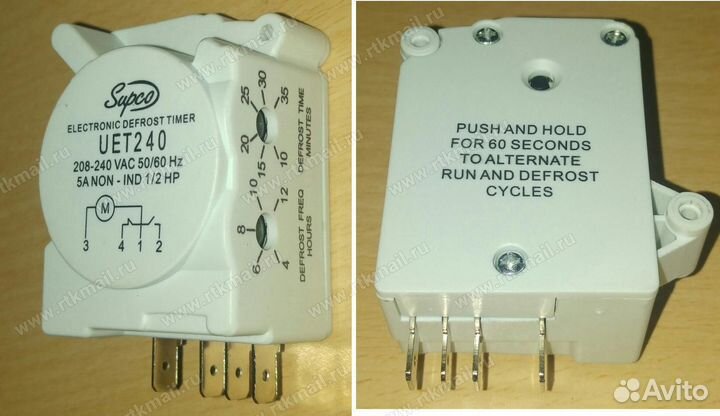 Supco
ELECTRONIC DEFROST TIMER
UET240
208-240 VAC 50/60 Hz
5A NON - IND 1/2 HP
M
3 4 1 2
25 30 35
20 15 10
DEFROST TIME
MINUTES
10 12
8 6 4
DEFROST FREQ
HOURS
PUSH AND HOLD
FOR 60 SECONDS
TO ALTERNATE
RUN AND DEFROST
CYCLES
www.rtkmail.ru
Avito